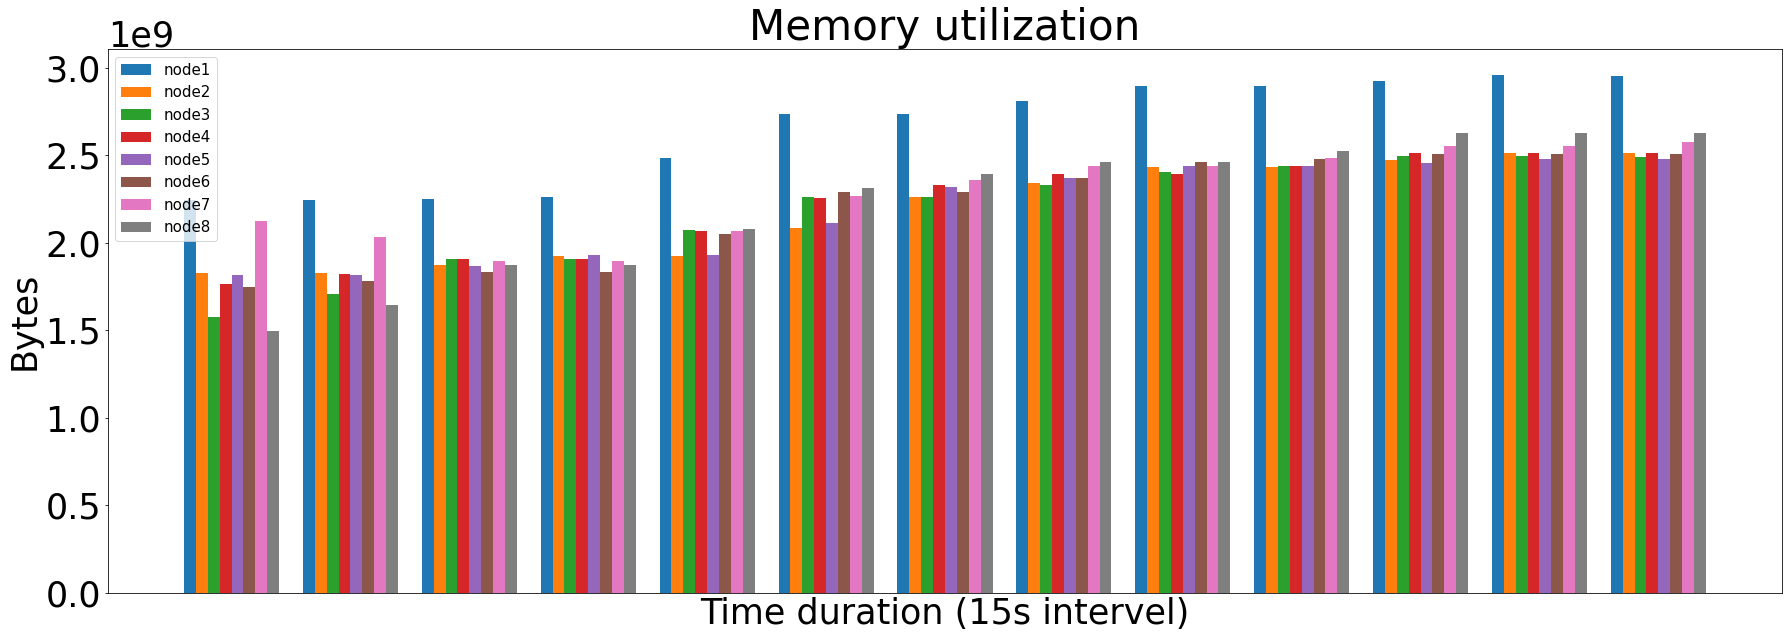 Memory utilization
1e9
3.0
2.5
2.0
1.5
1.0
0.5
0.0
Bytes
node1
node2
node3
node4
node5
node6
node7
node8
Time duration (15s intervel)